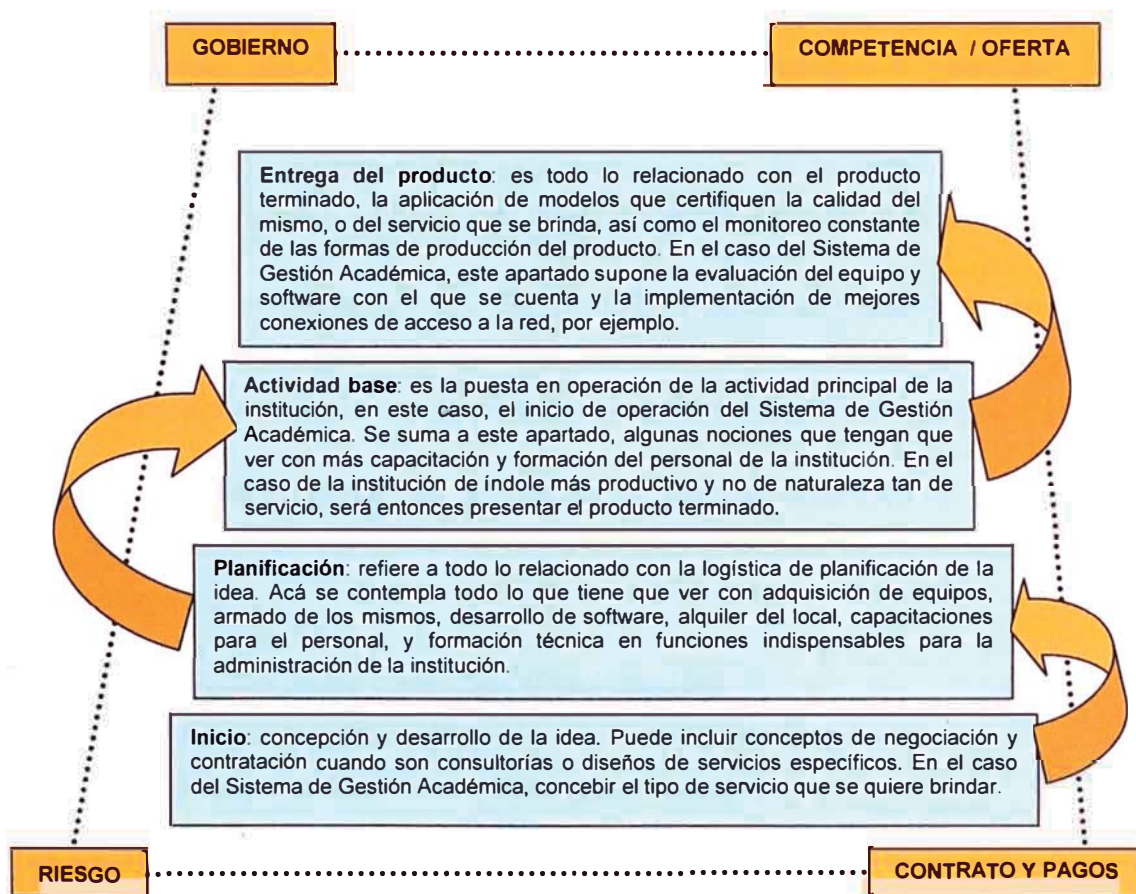 GOBIERNO
COMPETENCIA / OFERTA
Entrega del producto: es todo lo relacionado con el producto
terminado, la aplicación de modelos que certifiquen la calidad del
mismo, o del servicio que se brinda, así como el monitoreo constante
de las formas de producción del producto. En el caso del Sistema de
Gestión Académica, este apartado supone la evaluación del equipo y
software con el que se cuenta y la implementación de mejores
conexiones de acceso a la red, por ejemplo.
Actividad base: es la puesta en operación de la actividad principal de la
institución, en este caso, el inicio de operación del Sistema de Gestión
Académica. Se suma a este apartado, algunas nociones que tengan que
ver con más capacitación y formación del personal de la institución. En el
caso de la institución de índole más productivo y no de naturaleza tan de
servicio, será entonces presentar el producto terminado.
Planificación: refiere a todo lo relacionado con la logística de planificación de la
idea. Acá se contempla todo lo que tiene que ver con adquisición de equipos,
armado de los mismos, desarrollo de software, alquiler del local, capacitaciones
para el personal, y formación técnica en funciones indispensables para la
administración de la institución.
Inicio: concepción y desarrollo de la idea. Puede incluir conceptos de negociación y
contratación cuando son consultorías o diseños de servicios específicos. En el caso
del Sistema de Gestión Académica, concebir el tipo de servicio que se quiere brindar.
RIESGO
CONTRATO Y PAGOS